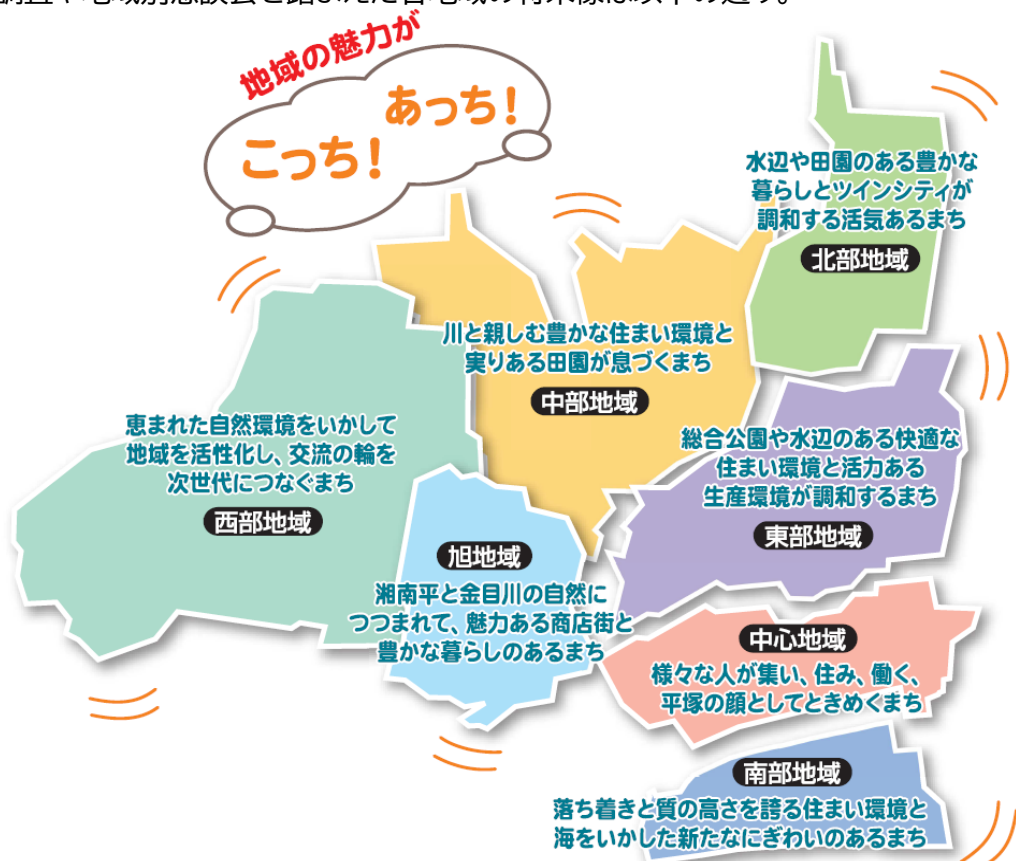 地域の魅力が
あっち!
こっち!
水辺や田園のある豊かな
暮らしとツインシティが
調和する活気あるまち
北部地域
川と親しむ豊かな住まい環境と
実りある田園が息づくまち
中部地域
恵まれた自然環境をいかして
地域を活性化し、交流の輪を
次世代につなぐまち
西部地域
総合公園や水辺のある快適な
住まい環境と活力ある
生産環境が調和するまち
東部地域
旭地域
湘南平と金目川の自然に
つつまれて、魅力ある商店街と
豊かな暮らしのあるまち
中心地域
様々な人が集い、住み、働く、
平塚の顔としてときめくまち
南部地域
落ち着きと質の高さを誇る住まい環境と
海をいかした新たなにぎわいのあるまち